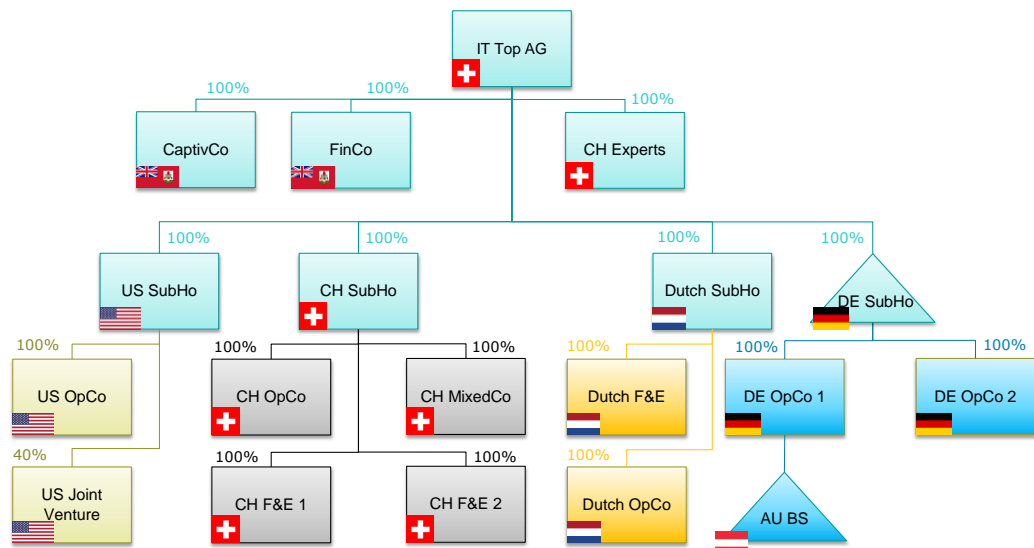 IT Top AG
100%
100%
100%
CaptivCo
FinCo
CH Experts
100%
100%
100%
100%
US SubHo
CH SubHo
Dutch SubHo
DE SubHo
100%
100%
100%
100%
100%
100%
US OpCo
CH OpCo
CH MixedCo
Dutch F&E
DE OpCo 1
DE OpCo 2
40%
100%
100%
100%
US Joint
Venture
CH F&E 1
CH F&E 2
Dutch OpCo
AU BS